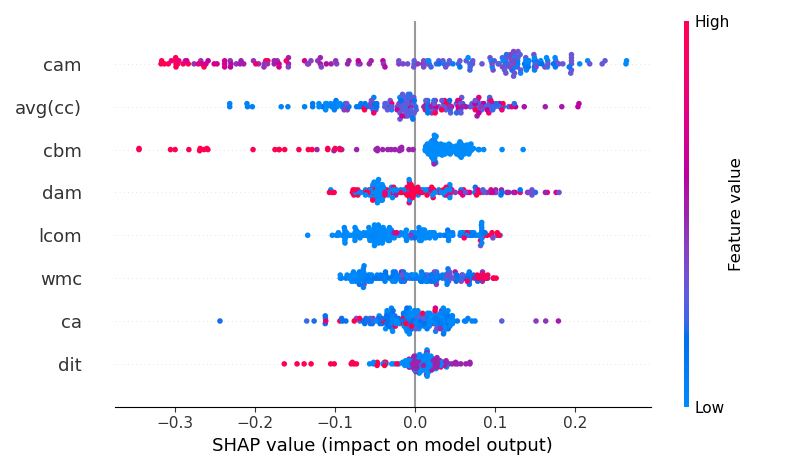 High
cam
avg(cc)
cbm
dam
lcom
wmc
ca
dit
Feature value
Low
−0.3 −0.2 −0.1 0.0 0.1 0.2
SHAP value (impact on model output)